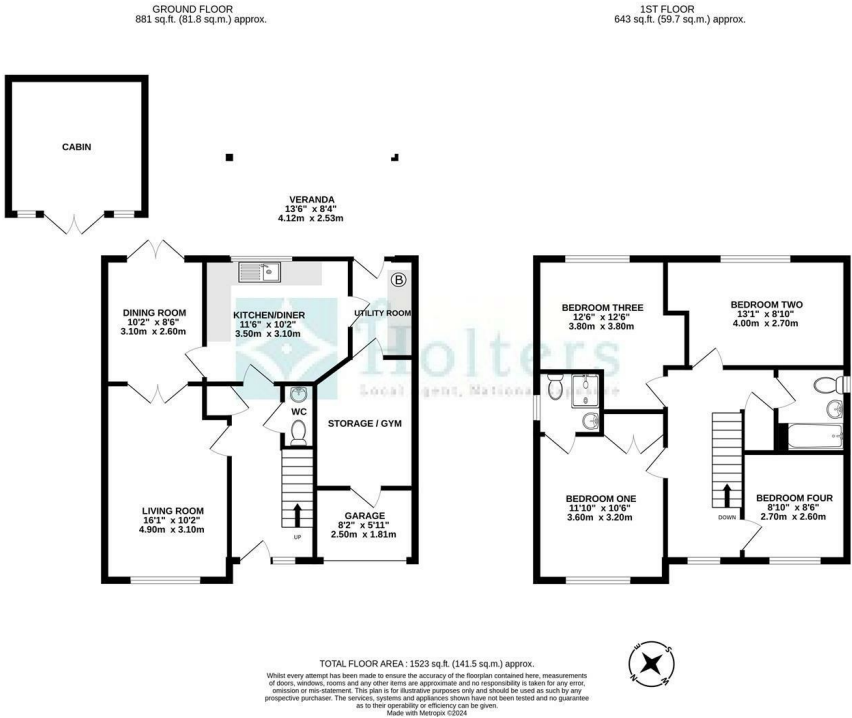 GROUND FLOOR
881 sq.ft. (81.8 sq.m.) approx.
1ST FLOOR
643 sq.ft. (59.7 sq.m.) approx.
CABIN
VERANDA
13'6" x 8'4"
4.12m x 2.53m
DINING ROOM
10'2" x 8'6"
3.10m x 2.60m
KITCHEN/DINER
11'6" x 10'2"
3.50m x 3.10m
B
UTILITY ROOM
WC
STORAGE / GYM
LIVING ROOM
16'1" x 10'2"
4.90m x 3.10m
UP
GARAGE
8'2" x 5'11"
2.50m x 1.81m
BEDROOM THREE
12'6" x 12'6"
3.80m x 3.80m
BEDROOM TWO
13'1" x 8'10"
4.00m x 2.70m
BEDROOM ONE
11'10" x 10'6"
3.60m x 3.20m
DOWN
BEDROOM FOUR
8'10" x 8'6"
2.70m x 2.60m
Holters
Local Agent, National Exposure
TOTAL FLOOR AREA : 1523 sq.ft. (141.5 sq.m.) approx.
Whilst every attempt has been made to ensure the accuracy of the floorplan contained here, measurements
of doors, windows, rooms and any other items are approximate and no responsibility is taken for any error,
omission or mis-statement. This plan is for illustrative purposes only and should be used as such by any
prospective purchaser. The services, systems and appliances shown have not been tested and no guarantee
as to their operability or efficiency can be given.
Made with Metropix ©2024
E
S
N
W